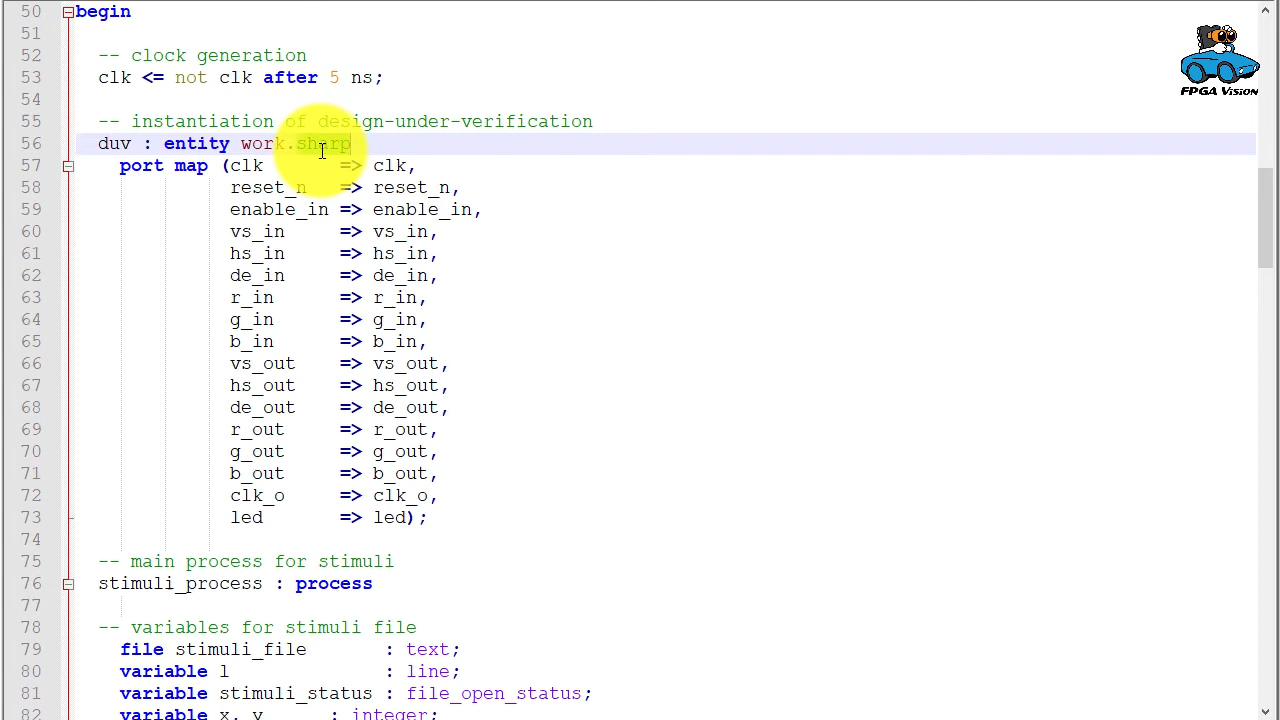 50 begin
51
52 -- clock generation
53 clk <= not clk after 5 ns;
54
55 -- instantiation of design-under-verification
56 duv : entity work.sharp
57 port map (clk => clk,
58 reset_n => reset_n,
59 enable_in => enable_in,
60 vs_in => vs_in,
61 hs_in => hs_in,
62 de_in => de_in,
63 r_in => r_in,
64 g_in => g_in,
65 b_in => b_in,
66 vs_out => vs_out,
67 hs_out => hs_out,
68 de_out => de_out,
69 r_out => r_out,
70 g_out => g_out,
71 b_out => b_out,
72 clk_o => clk_o,
73 led => led);
74
75 -- main process for stimuli
76 stimuli_process : process
77
78 -- variables for stimuli file
79 file stimuli_file : text;
80 variable l : line;
81 variable stimuli_status : file_open_status;
82 variable x, y : integer;
FPGA Vision